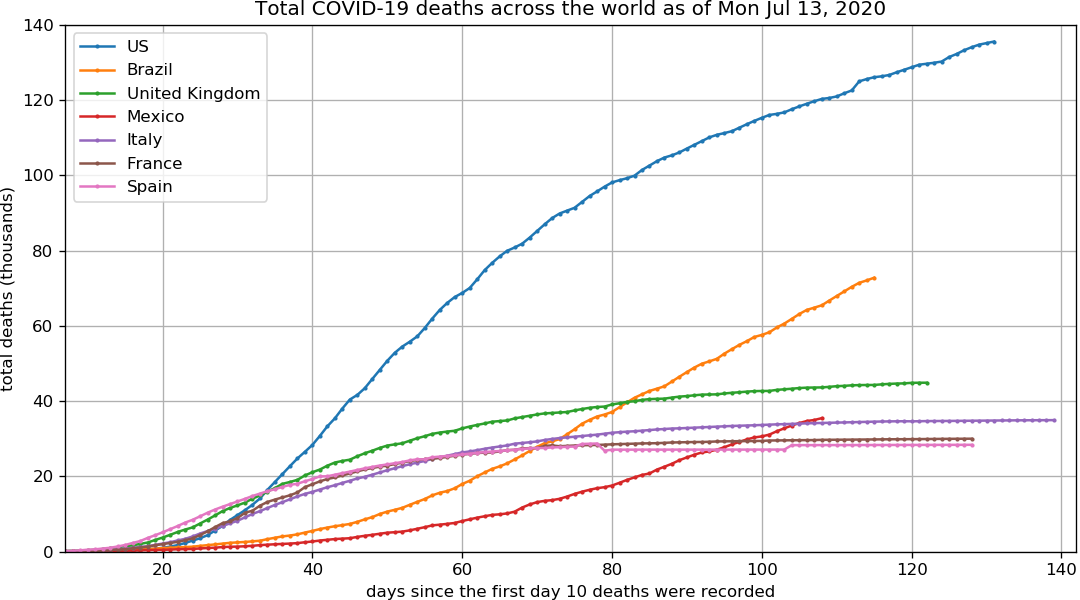 Total COVID-19 deaths across the world as of Mon Jul 13, 2020
140
120
100
80
60
40
20
0
total deaths (thousands)
US
Brazil
United Kingdom
Mexico
Italy
France
Spain
20 40 60 80 100 120 140
days since the first day 10 deaths were recorded